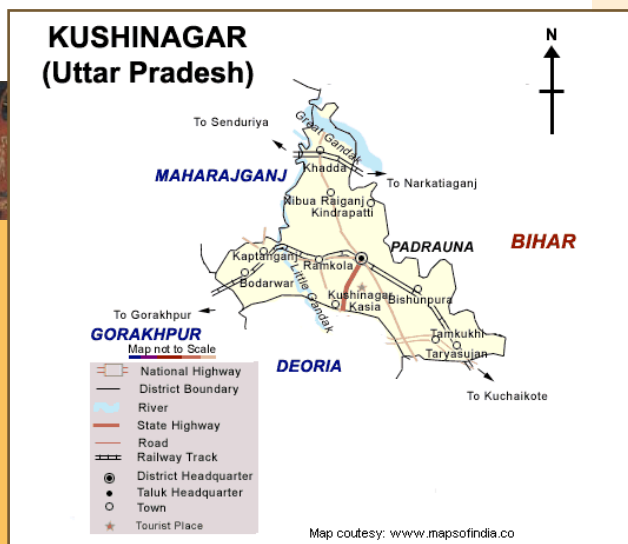 KUSHINAGAR
(Uttar Pradesh)
N
To Senduriya
Great Gandak
Khadda
MAHARAJGANJ
To Narkatiaganj
Nibua Raiganj
Kindrapatti
PADRAUNA
BIHAR
Kaptanganj
Ramkola
Bodarwar
Little Gandak
Kushinagar
Kasia
Bishunpura
To Gorakhpur
GORAKHPUR
Tamkukhi
Taryasujan
Map not to Scale
DEORIA
To Kuchaikote
National Highway
District Boundary
River
State Highway
Road
Railway Track
District Headquarter
Taluk Headquarter
Town
Tourist Place
Map coutesy: www.mapsofindia.co